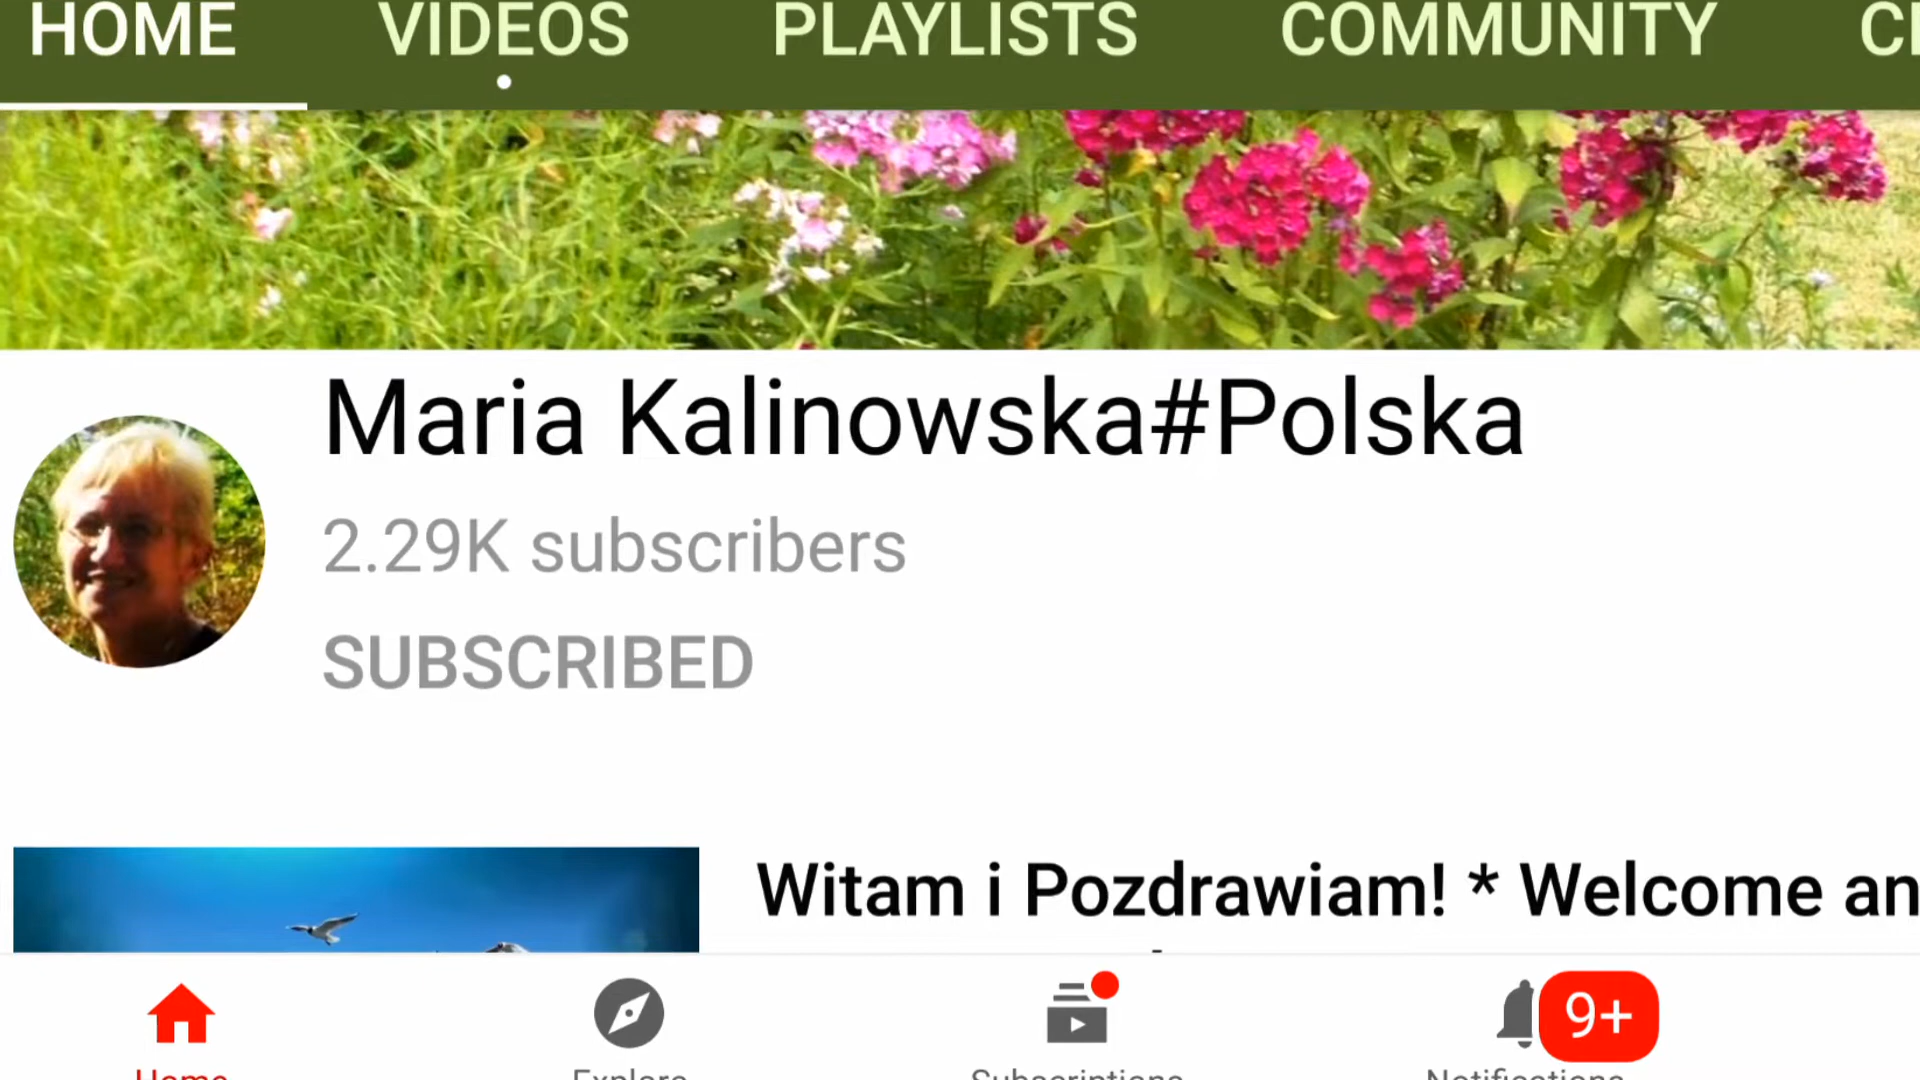 HOME VIDEOS PLAYLISTS COMMUNITY
Maria Kalinowska#Polska
2.29K subscribers
SUBSCRIBED
Witam i Pozdrawiam! * Welcome an
9+
Home Explore Subscriptions Notifications